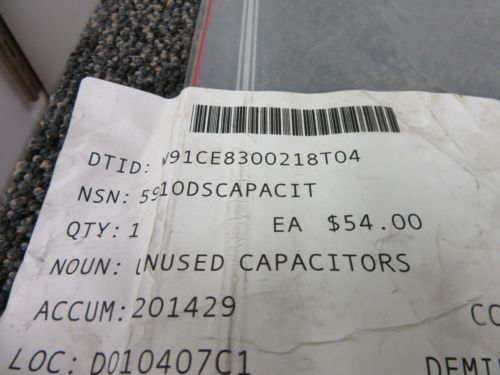 DTID: W91CE8300218T04
NSN: 5910DSCAPACIT
QTY: 1 EA $54.00
NOUN: UNUSED CAPACITORS
ACCUM: 201429
LOC: D010407C1